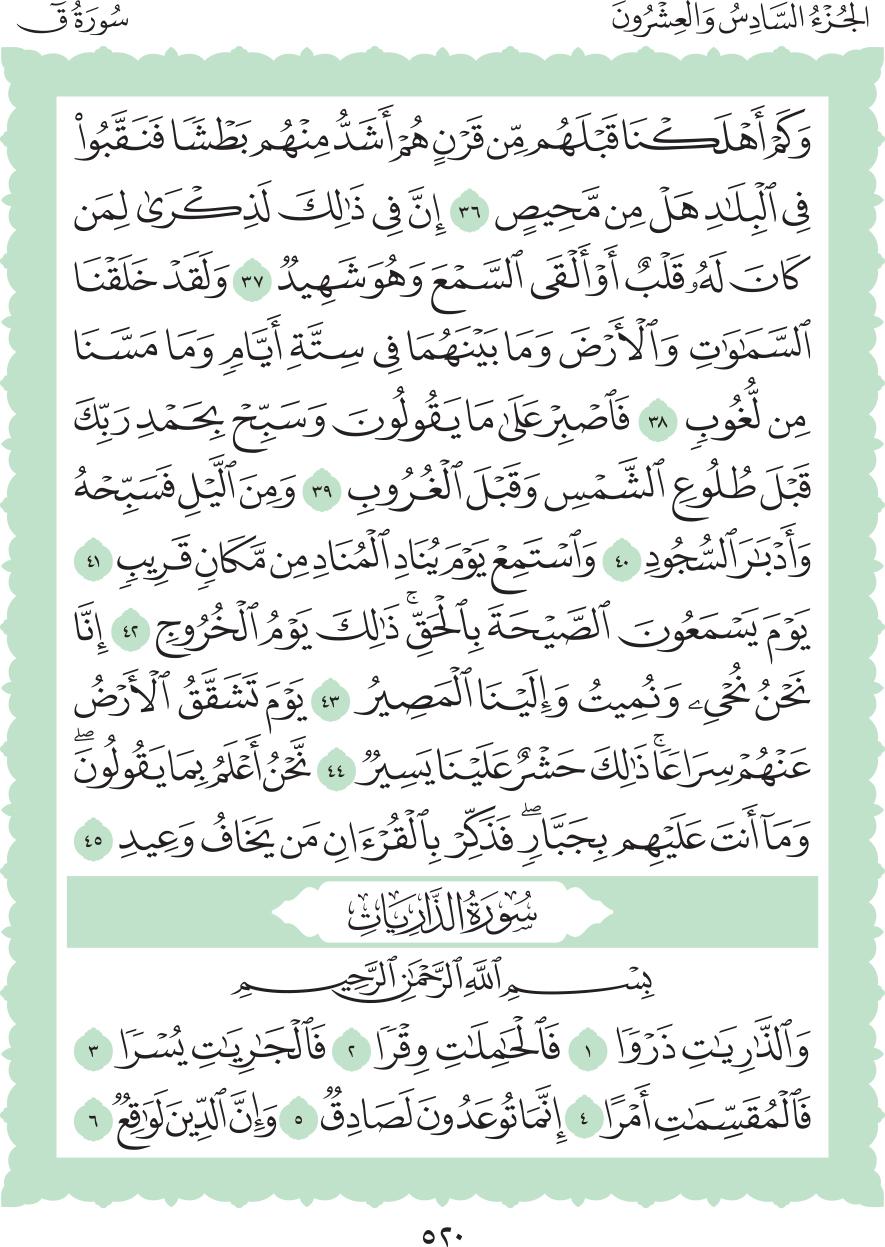 الجُزْءُ السَّادِسُ وَالعِشْرُونَ
سُورَةُ قٓ
وَكَمْ أَهْلَكْنَا قَبْلَهُم مِّن قَرْنٍ هُمْ أَشَدُّ مِنْهُم بَطْشًا فَنَقَّبُوا۟
فِى ٱلْبِلَـٰدِ هَلْ مِن مَّحِيصٍ ٣٦ إِنَّ فِى ذَٰلِكَ لَذِكْرَىٰ لِمَن
كَانَ لَهُۥ قَلْبٌ أَوْ أَلْقَى ٱلسَّمْعَ وَهُوَ شَهِيدٌ ٣٧ وَلَقَدْ خَلَقْنَا
ٱلسَّمَـٰوَٰتِ وَٱلْأَرْضَ وَمَا بَيْنَهُمَا فِى سِتَّةِ أَيَّامٍ وَمَا مَسَّنَا
مِن لُّغُوبٍ ٣٨ فَٱصْبِرْ عَلَىٰ مَا يَقُولُونَ وَسَبِّحْ بِحَمْدِ رَبِّكَ
قَبْلَ طُلُوعِ ٱلشَّمْسِ وَقَبْلَ ٱلْغُرُوبِ ٣٩ وَمِنَ ٱلَّيْلِ فَسَبِّحْهُ
وَأَدْبَـٰرَ ٱلسُّجُودِ ٤٠ وَٱسْتَمِعْ يَوْمَ يُنَادِ ٱلْمُنَادِ مِن مَّكَانٍ قَرِيبٍ ٤١
يَوْمَ يَسْمَعُونَ ٱلصَّيْحَةَ بِٱلْحَقِّ ۚ ذَٰلِكَ يَوْمُ ٱلْخُرُوجِ ٤٢ إِنَّا
نَحْنُ نُحْىِۦ وَنُمِيتُ وَإِلَيْنَا ٱلْمَصِيرُ ٤٣ يَوْمَ تَشَقَّقُ ٱلْأَرْضُ
عَنْهُمْ سِرَاعًا ۚ ذَٰلِكَ حَشْرٌ عَلَيْنَا يَسِيرٌ ٤٤ نَّحْنُ أَعْلَمُ بِمَا يَقُولُونَ ۖ
وَمَآ أَنتَ عَلَيْهِم بِجَبَّارٍ ۖ فَذَكِّرْ بِٱلْقُرْءَانِ مَن يَخَافُ وَعِيدِ ٤٥
سُورَةُ الذَّارِيَاتِ
بِسْمِ ٱللَّهِ ٱلرَّحْمَـٰنِ ٱلرَّحِيمِ
وَٱلذَّٰرِيَـٰتِ ذَرْوًا ١ فَٱلْحَـٰمِلَـٰتِ وِقْرًا ٢ فَٱلْجَـٰرِيَـٰتِ يُسْرًا ٣
فَٱلْمُقَسِّمَـٰتِ أَمْرًا ٤ إِنَّمَا تُوعَدُونَ لَصَادِقٌ ٥ وَإِنَّ ٱلدِّينَ لَوَٰقِعٌ ٦
٥٢٠